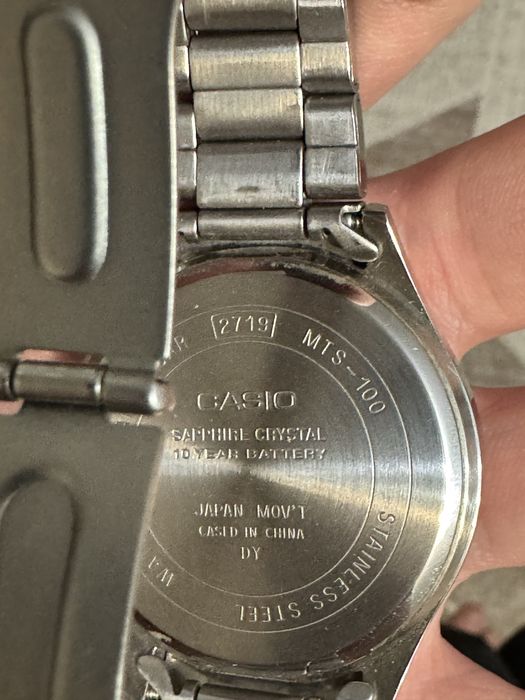 2719
MTS-100
CASIO
SAPPHIRE CRYSTAL
10 YEAR BATTERY
JAPAN MOV'T
CASED IN CHINA
DY
STAINLESS STEEL